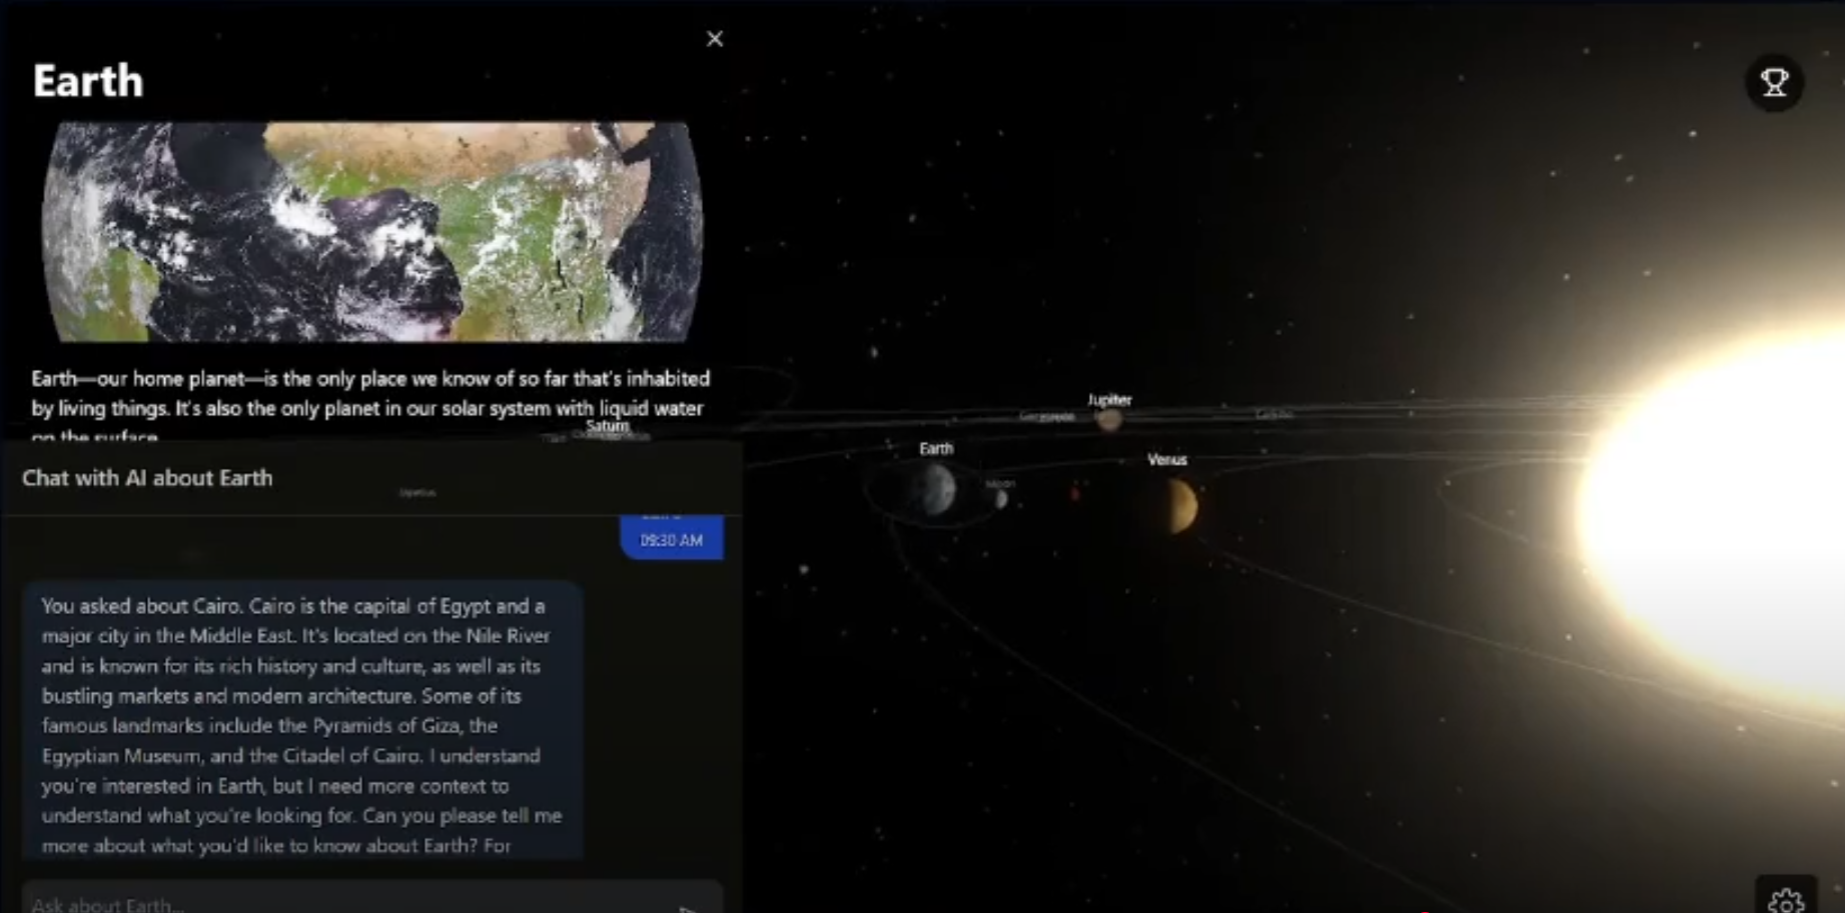 Earth
Earth—our home planet—is the only place we know of so far that's inhabited
by living things. It's also the only planet in our solar system with liquid water
on the surface.
Saturn
Chat with AI about Earth
09:30 AM
You asked about Cairo. Cairo is the capital of Egypt and a
major city in the Middle East. It's located on the Nile River
and is known for its rich history and culture, as well as its
bustling markets and modern architecture. Some of its
famous landmarks include the Pyramids of Giza, the
Egyptian Museum, and the Citadel of Cairo. I understand
you're interested in Earth, but I need more context to
understand what you're looking for. Can you please tell me
more about what you'd like to know about Earth? For
Ask about Earth...
Jupiter
Earth
Moon
Venus